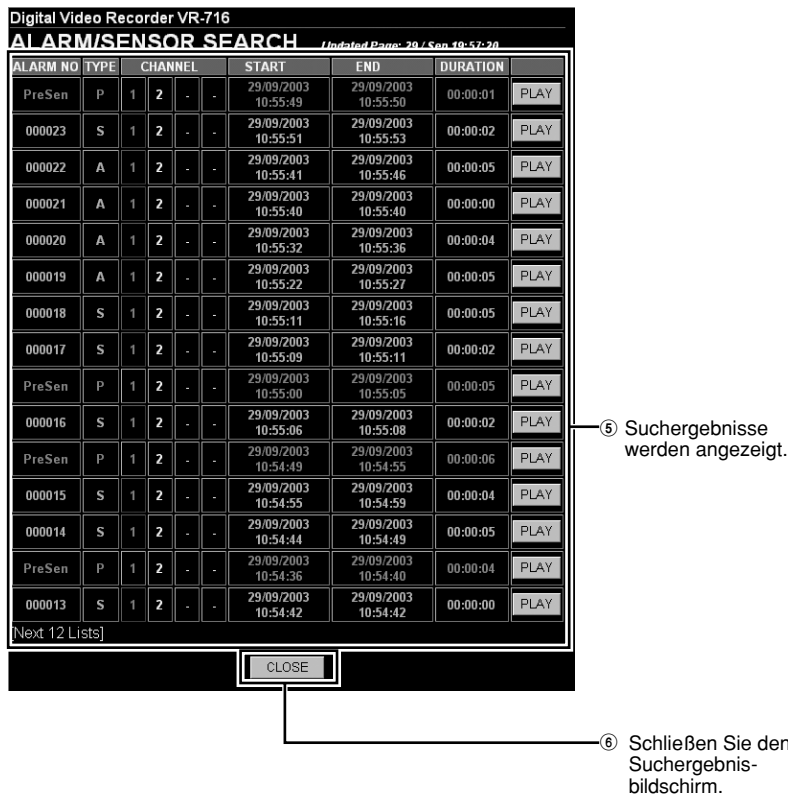 Digital Video Recorder VR-716
ALARM/SENSOR SEARCH Updated Page: 29 / Sep 19:57:20
ALARM NO TYPE CHANNEL START END DURATION
PreSen P 1 2 - - 29/09/2003 10:55:49 29/09/2003 10:55:50 00:00:01 PLAY
000023 S 1 2 - - 29/09/2003 10:55:51 29/09/2003 10:55:53 00:00:02 PLAY
000022 A 1 2 - - 29/09/2003 10:55:41 29/09/2003 10:55:46 00:00:05 PLAY
000021 A 1 2 - - 29/09/2003 10:55:40 29/09/2003 10:55:40 00:00:00 PLAY
000020 A 1 2 - - 29/09/2003 10:55:32 29/09/2003 10:55:36 00:00:04 PLAY
000019 A 1 2 - - 29/09/2003 10:55:22 29/09/2003 10:55:27 00:00:05 PLAY
000018 S 1 2 - - 29/09/2003 10:55:11 29/09/2003 10:55:16 00:00:05 PLAY
000017 S 1 2 - - 29/09/2003 10:55:09 29/09/2003 10:55:11 00:00:02 PLAY
PreSen P 1 2 - - 29/09/2003 10:55:00 29/09/2003 10:55:05 00:00:05 PLAY
000016 S 1 2 - - 29/09/2003 10:55:06 29/09/2003 10:55:08 00:00:02 PLAY
PreSen P 1 2 - - 29/09/2003 10:54:49 29/09/2003 10:54:55 00:00:06 PLAY
000015 S 1 2 - - 29/09/2003 10:54:55 29/09/2003 10:54:59 00:00:04 PLAY
000014 S 1 2 - - 29/09/2003 10:54:44 29/09/2003 10:54:49 00:00:05 PLAY
PreSen P 1 2 - - 29/09/2003 10:54:36 29/09/2003 10:54:40 00:00:04 PLAY
000013 S 1 2 - - 29/09/2003 10:54:42 29/09/2003 10:54:42 00:00:00 PLAY
[Next 12 Lists]
CLOSE
⑤ Suchergebnisse
werden angezeigt.
⑥ Schließen Sie den
Suchergebnis-
bildschirm.